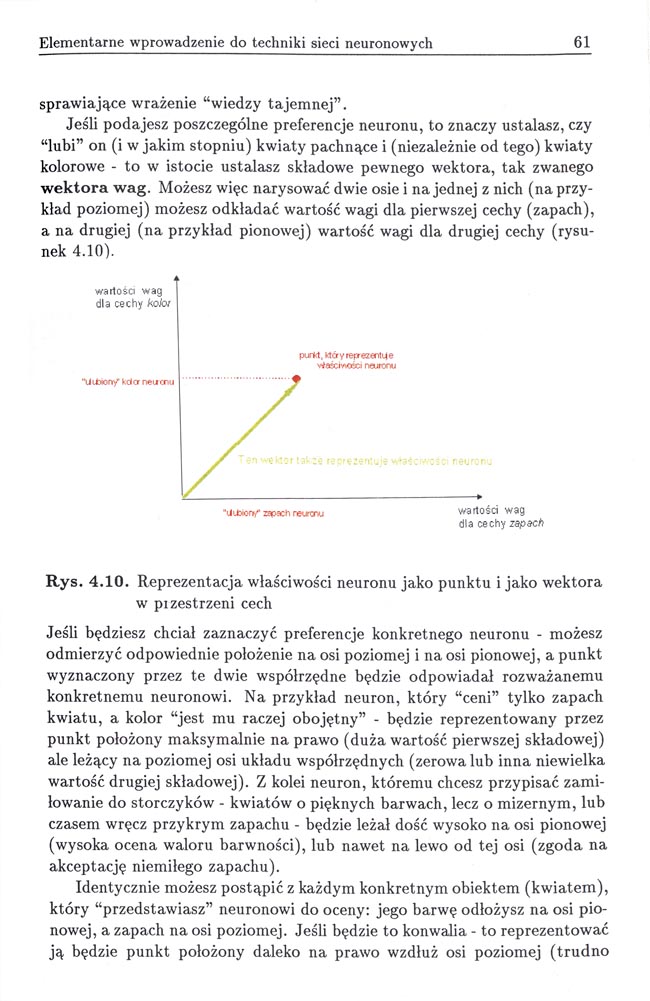 Elementarne wprowadzenie do techniki sieci neuronowych 61
sprawiające wrażenie “wiedzy tajemnej”.
Jeśli podajesz poszczególne preferencje neuronu, to znaczy ustalasz, czy
“lubi” on (i w jakim stopniu) kwiaty pachnące i (niezależnie od tego) kwiaty
kolorowe - to w istocie ustalasz składowe pewnego wektora, tak zwanego
wektora wag. Możesz więc narysować dwie osie i na jednej z nich (na przy-
kład poziomej) możesz odkładać wartość wagi dla pierwszej cechy (zapach),
a na drugiej (na przykład pionowej) wartość wagi dla drugiej cechy (rysu-
nek 4.10).
wartości wag
dla cechy kolor
punkt, który reprezentuje
właściwości neuronu
"ulubiony" kolor neuronu
Ten wektor także reprezentuje właściwości neuronu
"ulubiony" zapach neuronu
wartości wag
dla cechy zapach
Rys. 4.10. Reprezentacja właściwości neuronu jako punktu i jako wektora
w przestrzeni cech
Jeśli będziesz chciał zaznaczyć preferencje konkretnego neuronu - możesz
odmierzyć odpowiednie położenie na osi poziomej i na osi pionowej, a punkt
wyznaczony przez te dwie współrzędne będzie odpowiadał rozważanemu
konkretnemu neuronowi. Na przykład neuron, który “ceni” tylko zapach
kwiatu, a kolor “jest mu raczej obojętny” - będzie reprezentowany przez
punkt położony maksymalnie na prawo (duża wartość pierwszej składowej)
ale leżący na poziomej osi układu współrzędnych (zerowa lub inna niewielka
wartość drugiej składowej). Z kolei neuron, któremu chcesz przypisać zami-
łowanie do storczyków - kwiatów o pięknych barwach, lecz o mizernym, lub
czasem wręcz przykrym zapachu - będzie leżał dość wysoko na osi pionowej
(wysoka ocena waloru barwności), lub nawet na lewo od tej osi (zgoda na
akceptację niemiłego zapachu).
Identycznie możesz postąpić z każdym konkretnym obiektem (kwiatem),
który “przedstawiasz” neuronowi do oceny: jego barwę odłożysz na osi pio-
nowej, a zapach na osi poziomej. Jeśli będzie to konwalia - to reprezentować
ją będzie punkt położony daleko na prawo wzdłuż osi poziomej (trudno